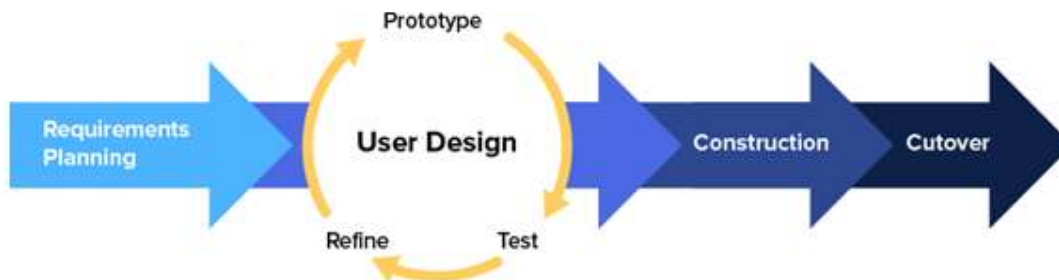 Prototype
Requirements
Planning
User Design
Construction
Cutover
Refine
Test